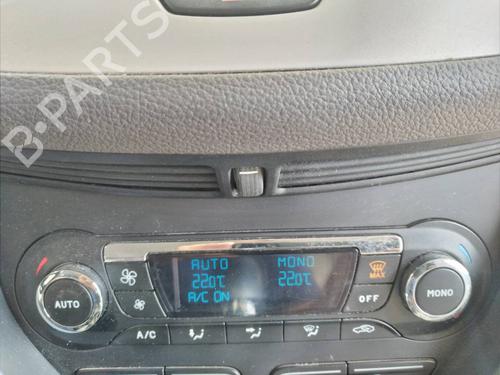 B-PARTS
AUTO MONO
22.0°C 22.0°C
A/C ON
MAX
AUTO
OFF
MONO
A/C